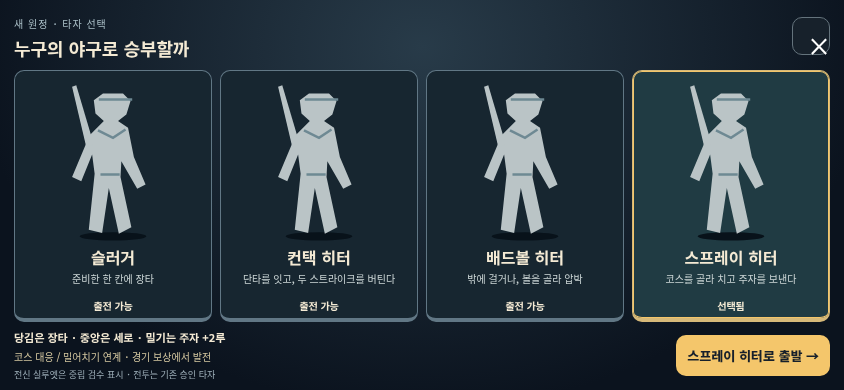 새 원정 · 타자 선택
누구의 야구로 승부할까
×
슬러거
준비한 한 칸에 장타
출전 가능
컨택 히터
단타를 잇고, 두 스트라이크를 버틴다
출전 가능
배드볼 히터
밖에 걸거나, 볼을 골라 압박
출전 가능
스프레이 히터
코스를 골라 치고 주자를 보낸다
선택됨
당김은 장타 · 중앙은 세로 · 밀기는 주자 +2루
코스 대응 / 밀어치기 연계 · 경기 보상에서 발전
전신 실루엣은 중립 검수 표시 · 전투는 기존 승인 타자
스프레이 히터로 출발 →